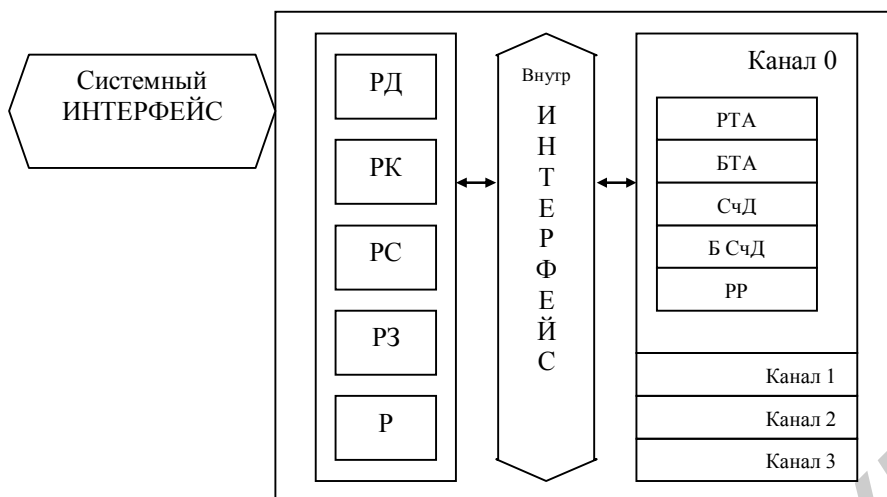 Системный
ИНТЕРФЕЙС
РД
РК
РС
РЗ
Р
Внутр
И
Н
Т
Е
Р
Ф
Е
Й
С
Канал 0
РТА
БТА
СчД
Б СчД
РР
Канал 1
Канал 2
Канал 3